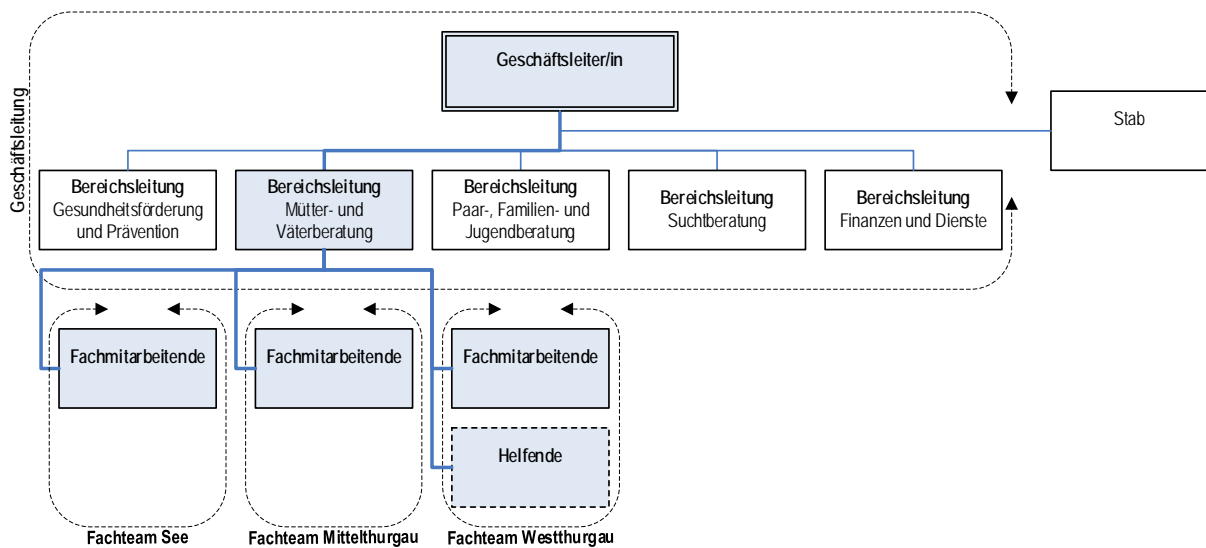 Geschäftsleitung
Geschäftsleiter/in
Stab
Bereichsleitung
Gesundheitsförderung
und Prävention
Bereichsleitung
Mütter- und
Väterberatung
Bereichsleitung
Paar-, Familien- und
Jugendberatung
Bereichsleitung
Suchtberatung
Bereichsleitung
Finanzen und Dienste
Fachmitarbeitende
Fachmitarbeitende
Fachmitarbeitende
Helfende
Fachteam See
Fachteam Mittelthurgau
Fachteam Westthurgau